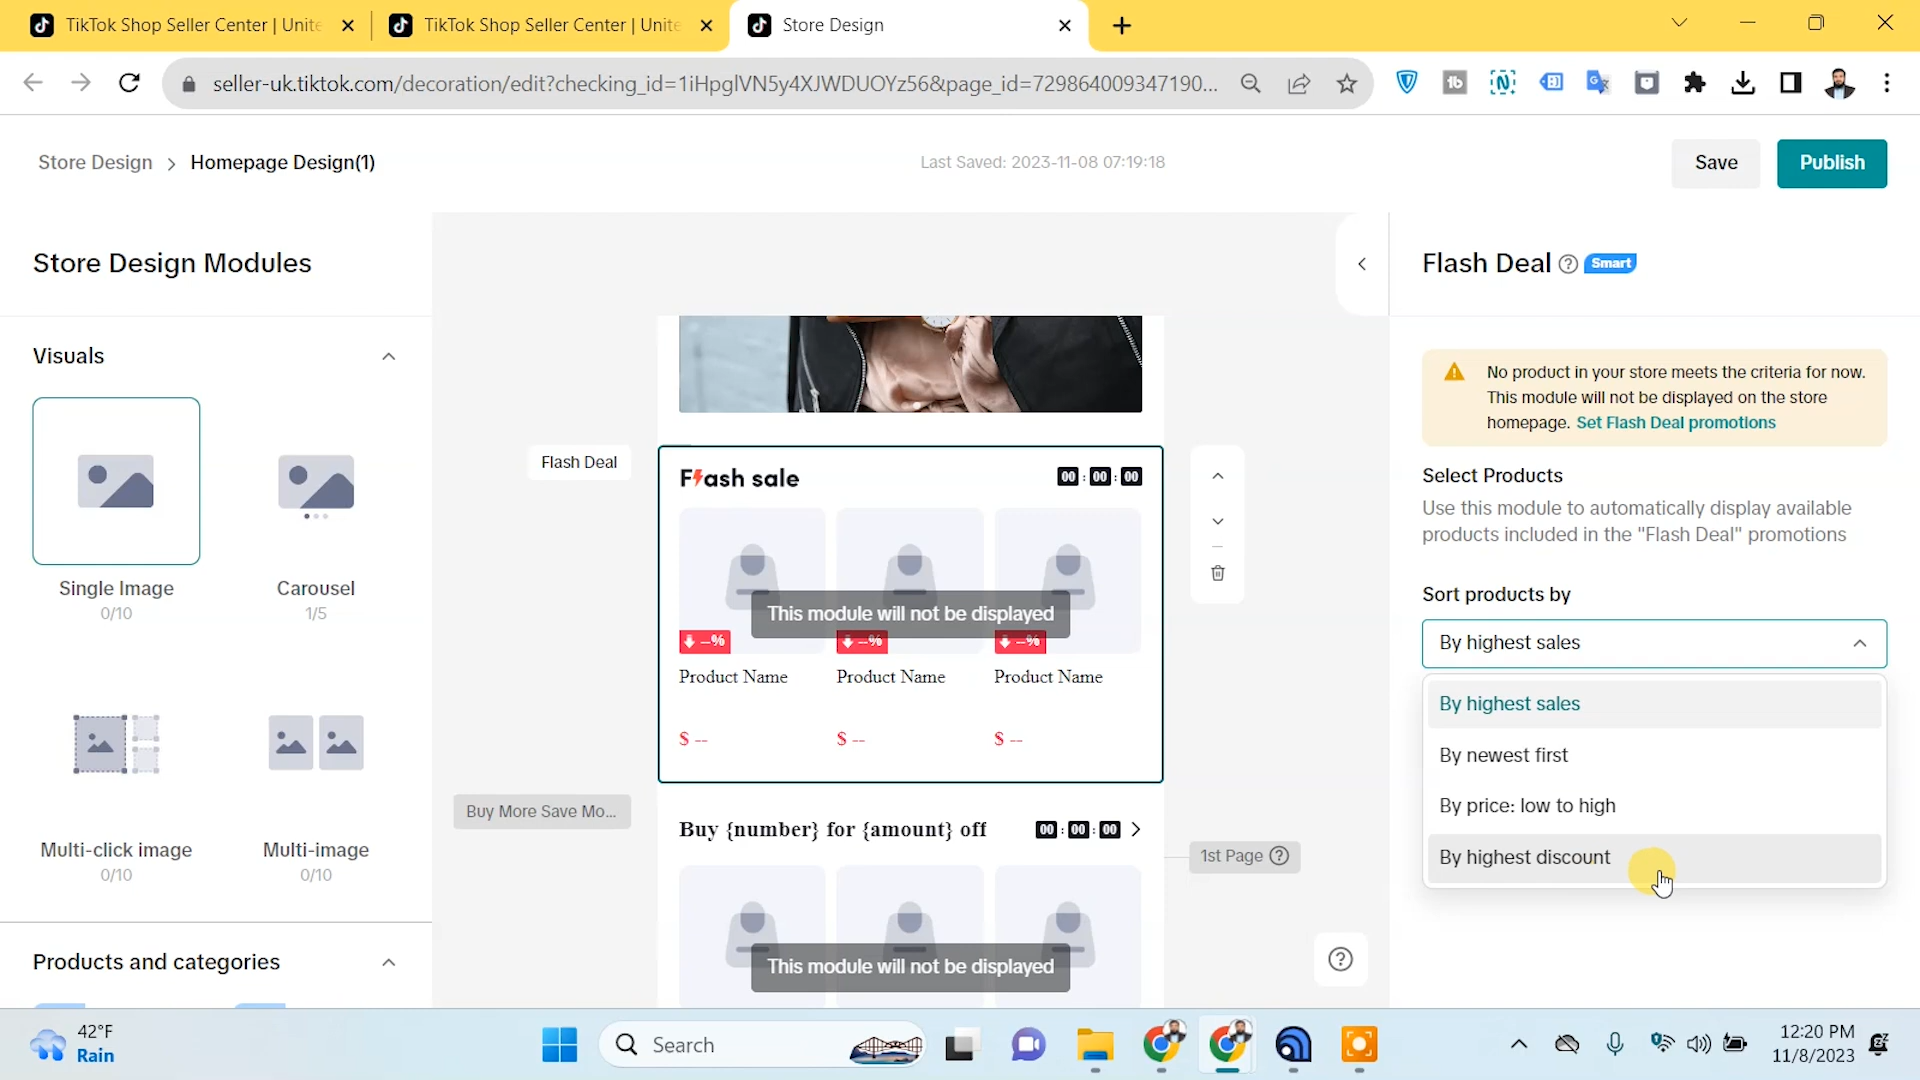 TikTok Shop Seller Center | Unite
TikTok Shop Seller Center | Unite
Store Design
seller-uk.tiktok.com/decoration/edit?checking_id=1iHpglVN5y4XJWDUOYz56&page_id=729864009347190...
Store Design > Homepage Design(1)
Last Saved: 2023-11-08 07:19:18
Save
Publish
Store Design Modules
Visuals
Single Image
0/10
Carousel
1/5
Multi-click image
0/10
Multi-image
0/10
Products and categories
Flash Deal
Flash sale
00 : 00 : 00
This module will not be displayed
--%
--%
--%
Product Name
Product Name
Product Name
$ --
$ --
$ --
Buy More Save Mo...
Buy {number} for {amount} off
00 : 00 : 00
1st Page
This module will not be displayed
Flash Deal
Smart
No product in your store meets the criteria for now.
This module will not be displayed on the store
homepage. Set Flash Deal promotions
Select Products
Use this module to automatically display available
products included in the "Flash Deal" promotions
Sort products by
By highest sales
By highest sales
By newest first
By price: low to high
By highest discount
42°F
Rain
Search
12:20 PM
11/8/2023